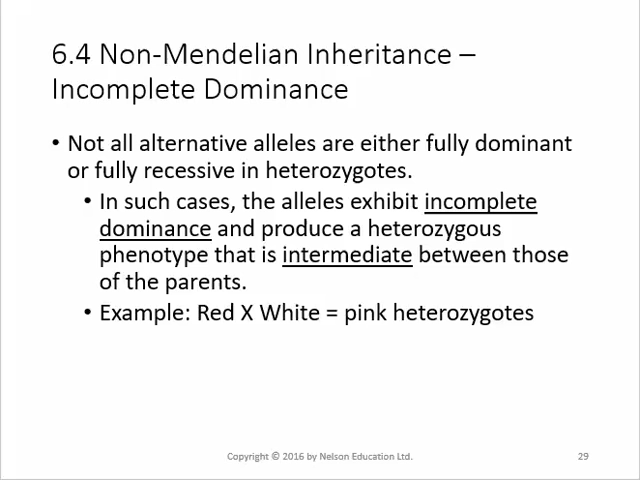 6.4 Non-Mendelian Inheritance –
Incomplete Dominance
• Not all alternative alleles are either fully dominant
or fully recessive in heterozygotes.
• In such cases, the alleles exhibit incomplete
dominance and produce a heterozygous
phenotype that is intermediate between those
of the parents.
• Example: Red X White = pink heterozygotes
Copyright © 2016 by Nelson Education Ltd.
29